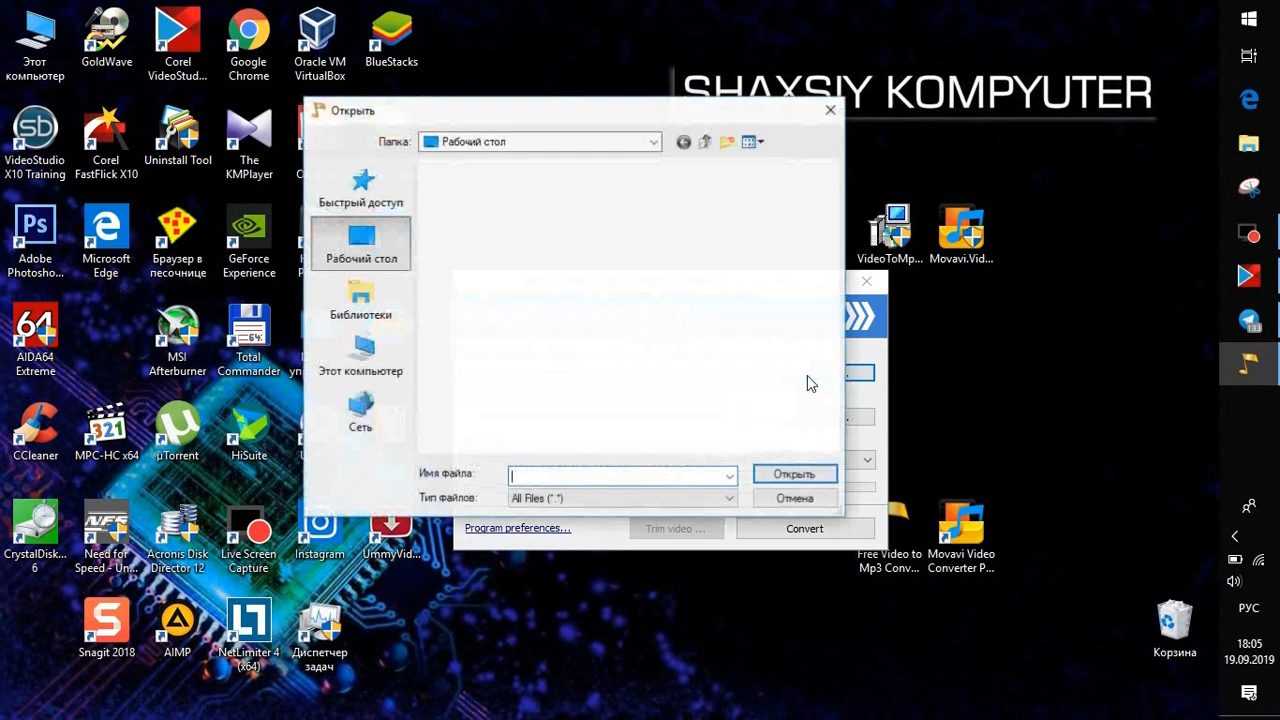 SHAXSIY KOMPYUTER
Этот
компьютер
GoldWave
Corel
VideoStud...
Google
Chrome
Oracle VM
VirtualBox
BlueStacks
VideoStudio
X10 Training
Corel
FastFlick X10
Uninstall Tool
The
KMPlayer
Adobe
Photosho...
Microsoft
Edge
Браузер в
песочнице
GeForce
Experience
AIDA64
Extreme
MSI
Afterburner
Total
Commander
CCleaner
MPC-HC x64
µTorrent
HiSuite
CrystalDisk...
6
Need for
Speed - Un...
Acronis Disk
Director 12
Live Screen
Capture
Instagram
UmmyVid...
Snagit 2018
AIMP
NetLimiter 4
(x64)
Диспетчер
задач
Открыть
Папка:
Рабочий стол
Быстрый доступ
Рабочий стол
Библиотеки
Этот компьютер
Сеть
Имя файла:
Открыть
Тип файлов:
All Files (*.*)
Отмена
Program preferences...
Trim video ...
Convert
VideoToMp...
Movavi.Vid...
Free Video to
Mp3 Conv...
Movavi Video
Converter P...
Корзина
РУС
18:05
19.09.2019